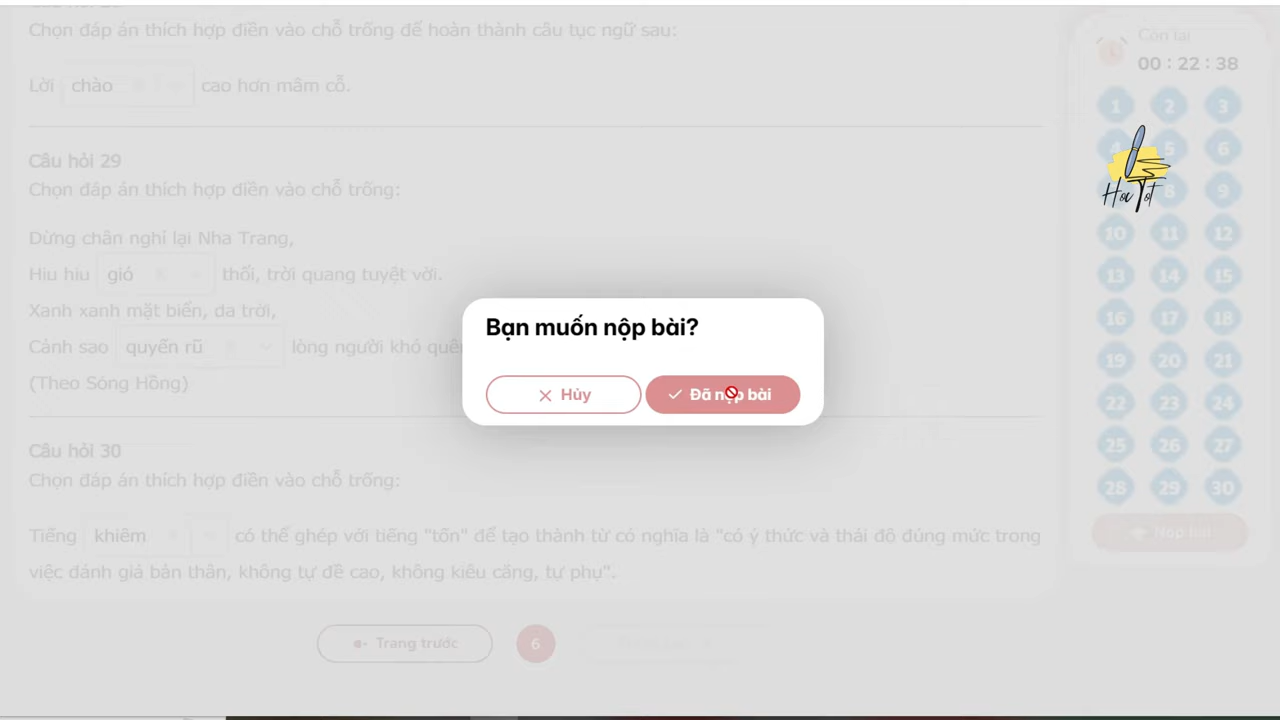 Chọn đáp án thích hợp điền vào chỗ trống để hoàn thành câu tục ngữ sau:
Lời chào cao hơn mâm cỗ.
Câu hỏi 29
Chọn đáp án thích hợp điền vào chỗ trống:
Dừng chân nghỉ lại Nha Trang,
Hiu hiu gió thổi, trời quang tuyệt vời.
Xanh xanh mặt biển, da trời,
Cảnh sao quyến rũ lòng người khó quê
(Theo Sóng Hồng)
Câu hỏi 30
Chọn đáp án thích hợp điền vào chỗ trống:
Tiếng khiêm có thể ghép với tiếng "tốn" để tạo thành từ có nghĩa là "có ý thức và thái độ đúng mức trong
việc đánh giá bản thân, không tự đề cao, không kiêu căng, tự phụ".
Trang trước 6
Bạn muốn nộp bài?
Hủy Đã nộp bài
Còn lại
00 : 22 : 38
1 2 3
4 5 6
8 9
10 11 12
13 14 15
16 17 18
19 20 21
22 23 24
25 26 27
28 29 30
Nộp bài
Học Tốt